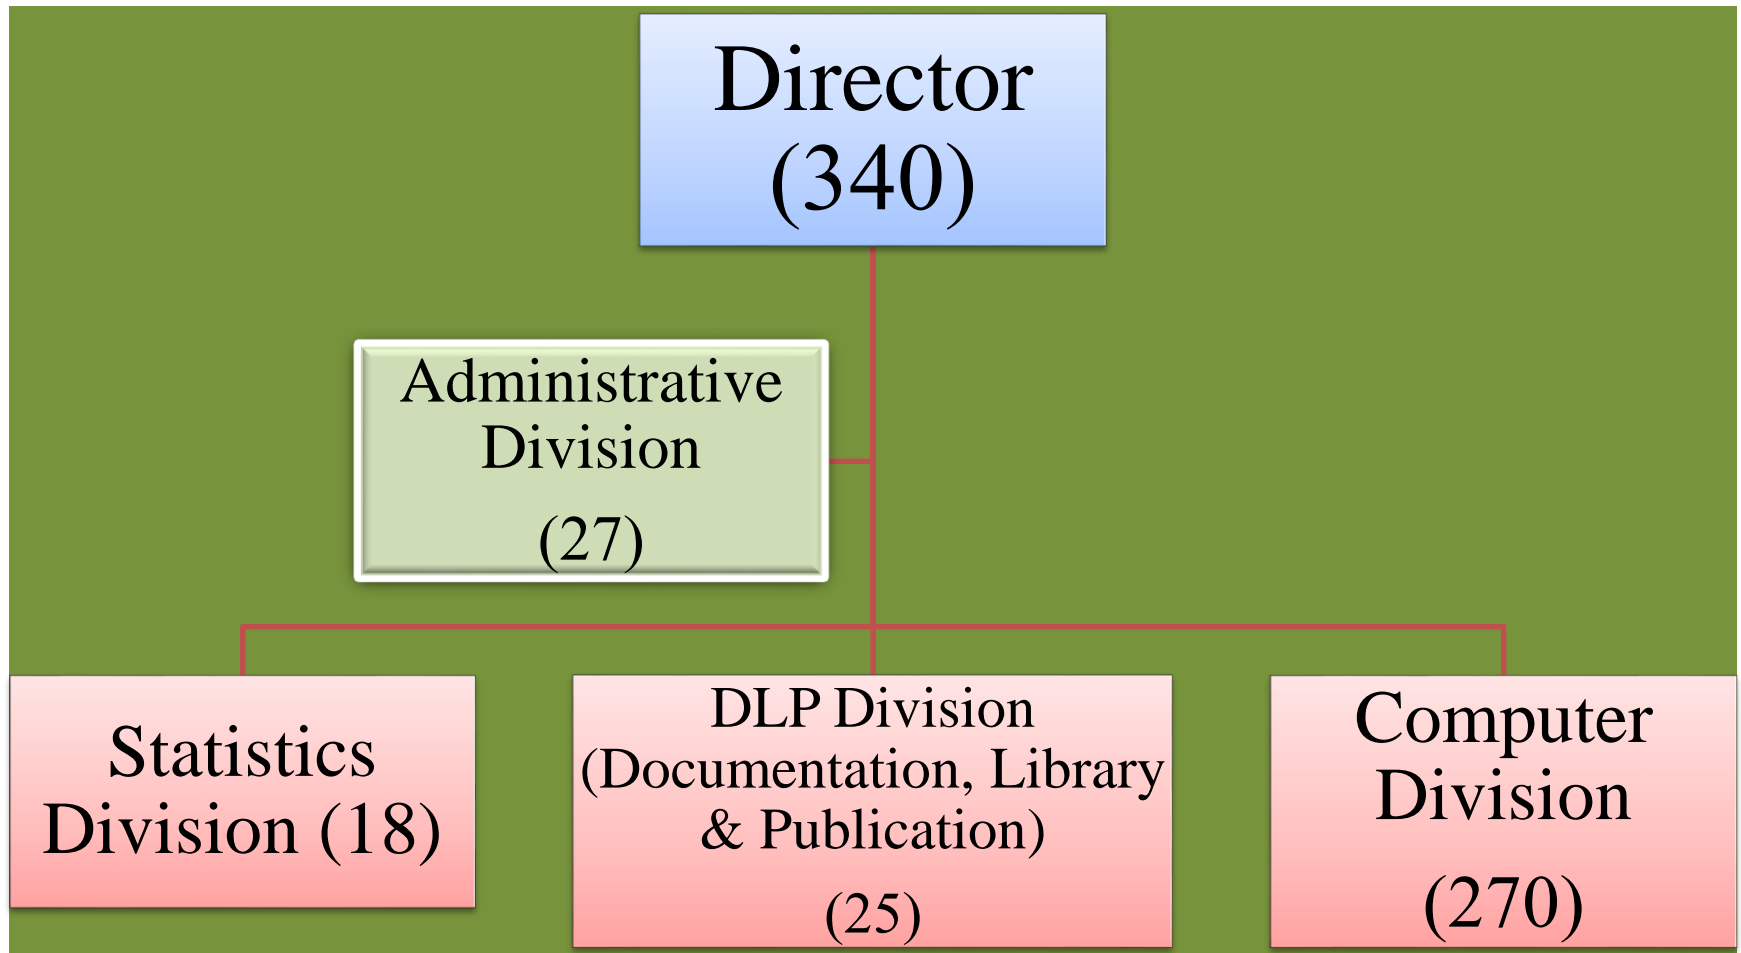 Director
(340)
Administrative
Division
(27)
Statistics
Division (18)
DLP Division
(Documentation, Library
& Publication)
(25)
Computer
Division
(270)